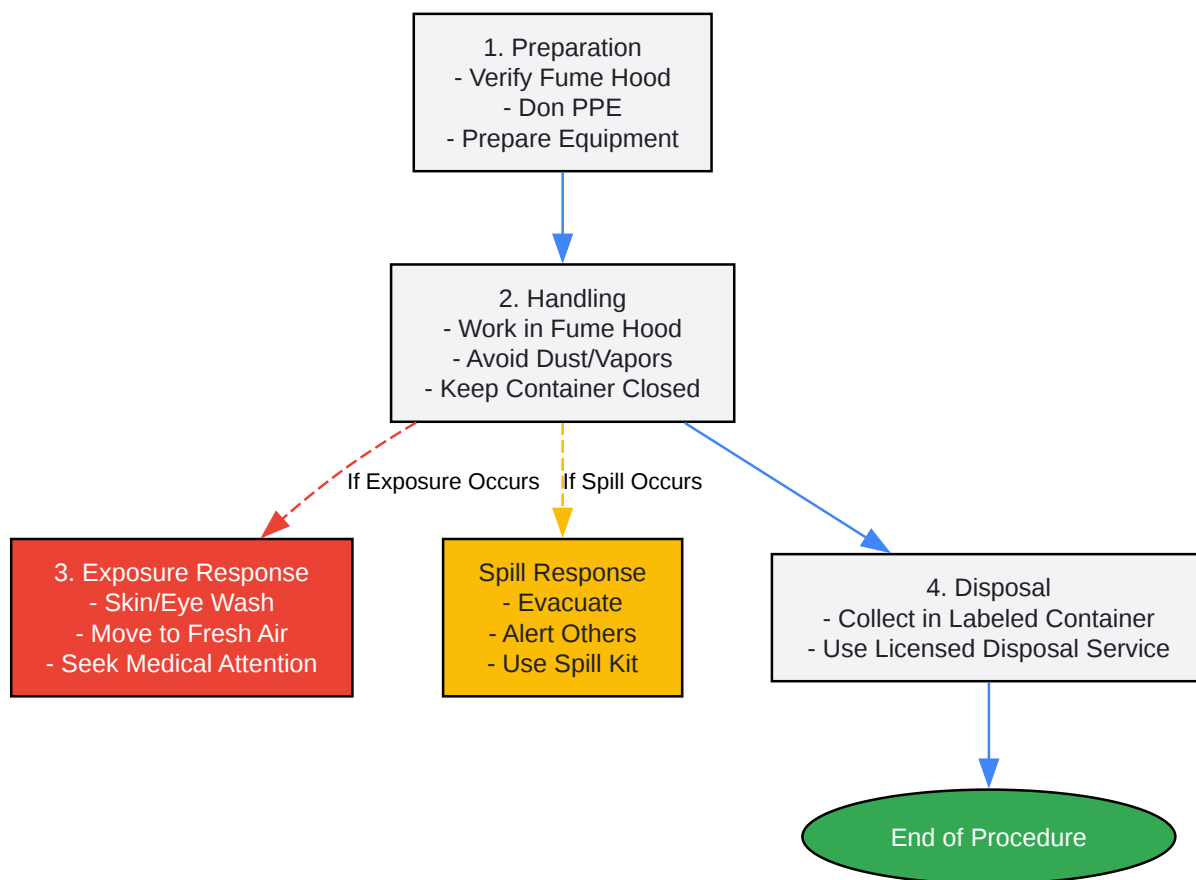 1. Preparation
- Verify Fume Hood
- Don PPE
- Prepare Equipment
2. Handling
- Work in Fume Hood
- Avoid Dust/Vapors
- Keep Container Closed
If Exposure Occurs
If Spill Occurs
3. Exposure Response
- Skin/Eye Wash
- Move to Fresh Air
- Seek Medical Attention
Spill Response
- Evacuate
- Alert Others
- Use Spill Kit
4. Disposal
- Collect in Labeled Container
- Use Licensed Disposal Service
End of Procedure